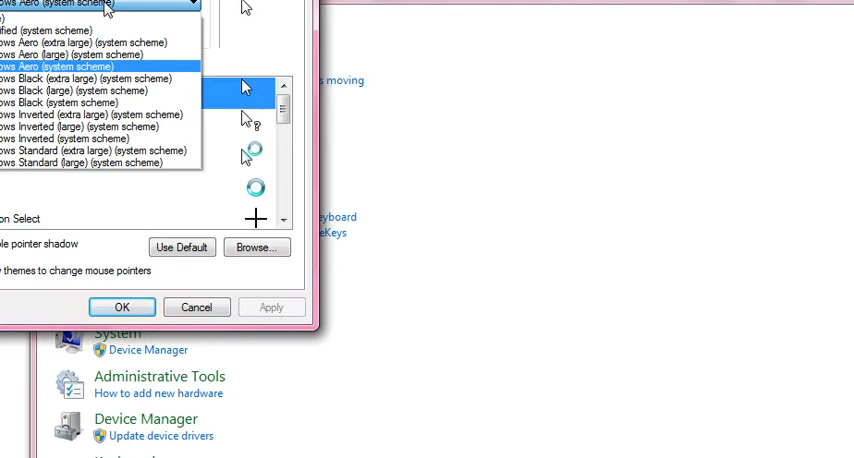 ows Aero (system scheme)
e)
ified (system scheme)
ows Aero (extra large) (system scheme)
ows Aero (large) (system scheme)
ows Aero (system scheme)
ows Black (extra large) (system scheme)
ows Black (large) (system scheme)
ows Black (system scheme)
ows Inverted (extra large) (system scheme)
ows Inverted (large) (system scheme)
ows Inverted (system scheme)
ows Standard (extra large) (system scheme)
ows Standard (large) (system scheme)
s moving
on Select
eyboard
eKeys
le pointer shadow
Use Default
Browse...
v themes to change mouse pointers
OK
Cancel
Apply
System
Device Manager
Administrative Tools
How to add new hardware
Device Manager
Update device drivers